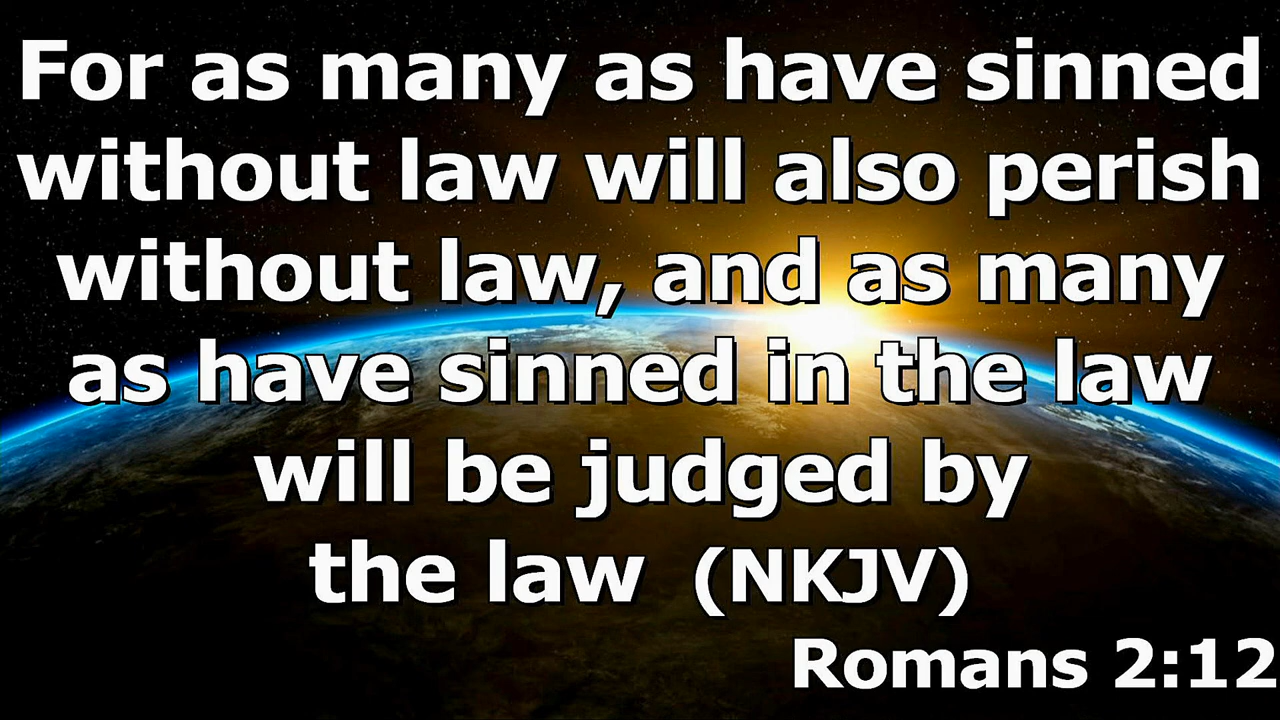 For as many as have sinned
without law will also perish
without law, and as many
as have sinned in the law
will be judged by
the law (NKJV)
Romans 2:12